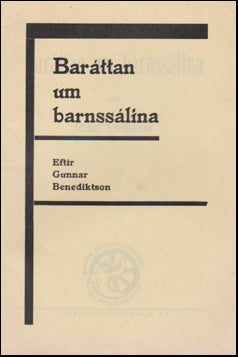 Baráttan
um
barnssálina
Eftir
Gunnar
Benediktson